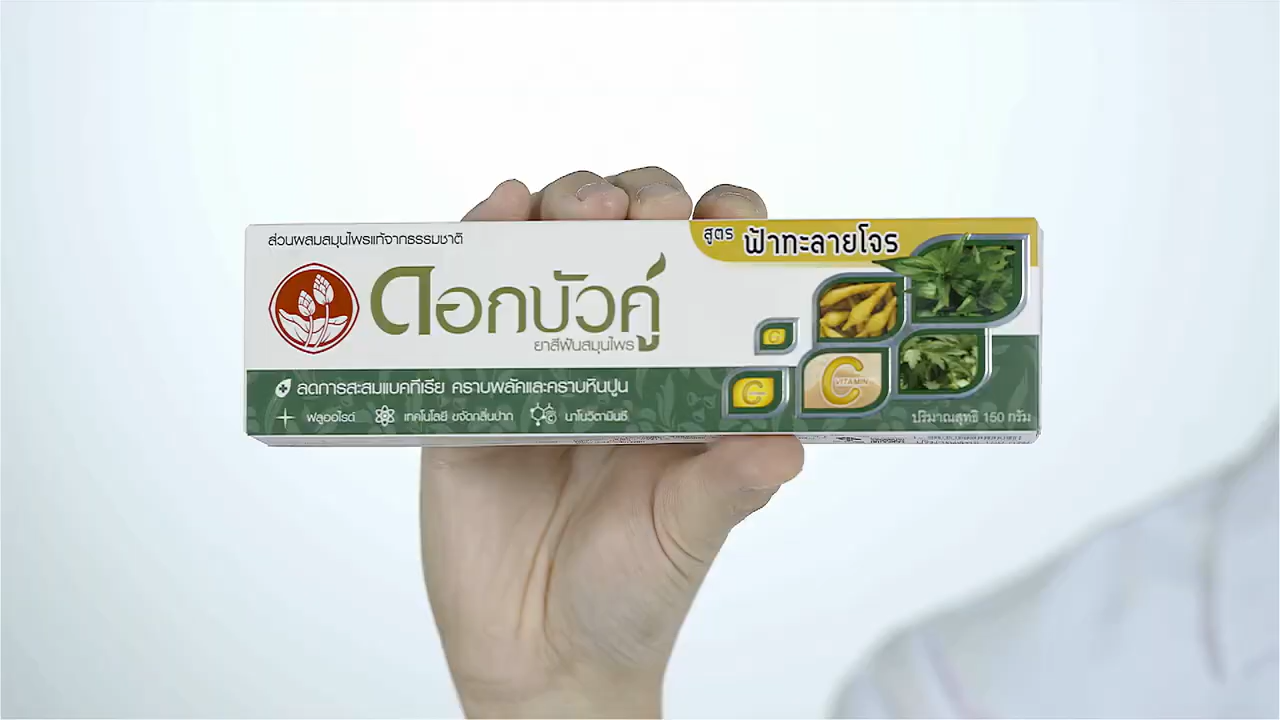 ส่วนผสมสมุนไพรแท้จากธรรมชาติ
สูตร ฟ้าทะลายโจร
ดอกบัวคู่
ยาสีฟันสมุนไพร
ลดการสะสมแบคทีเรีย คราบพลัคและคราบหินปูน
ฟลูออไรด์ เทคโนโลยี ขจัดกลิ่นปาก นาโนวิตามินซี
C
C
C
VITAMIN
ปริมาณสุทธิ 150 กรัม